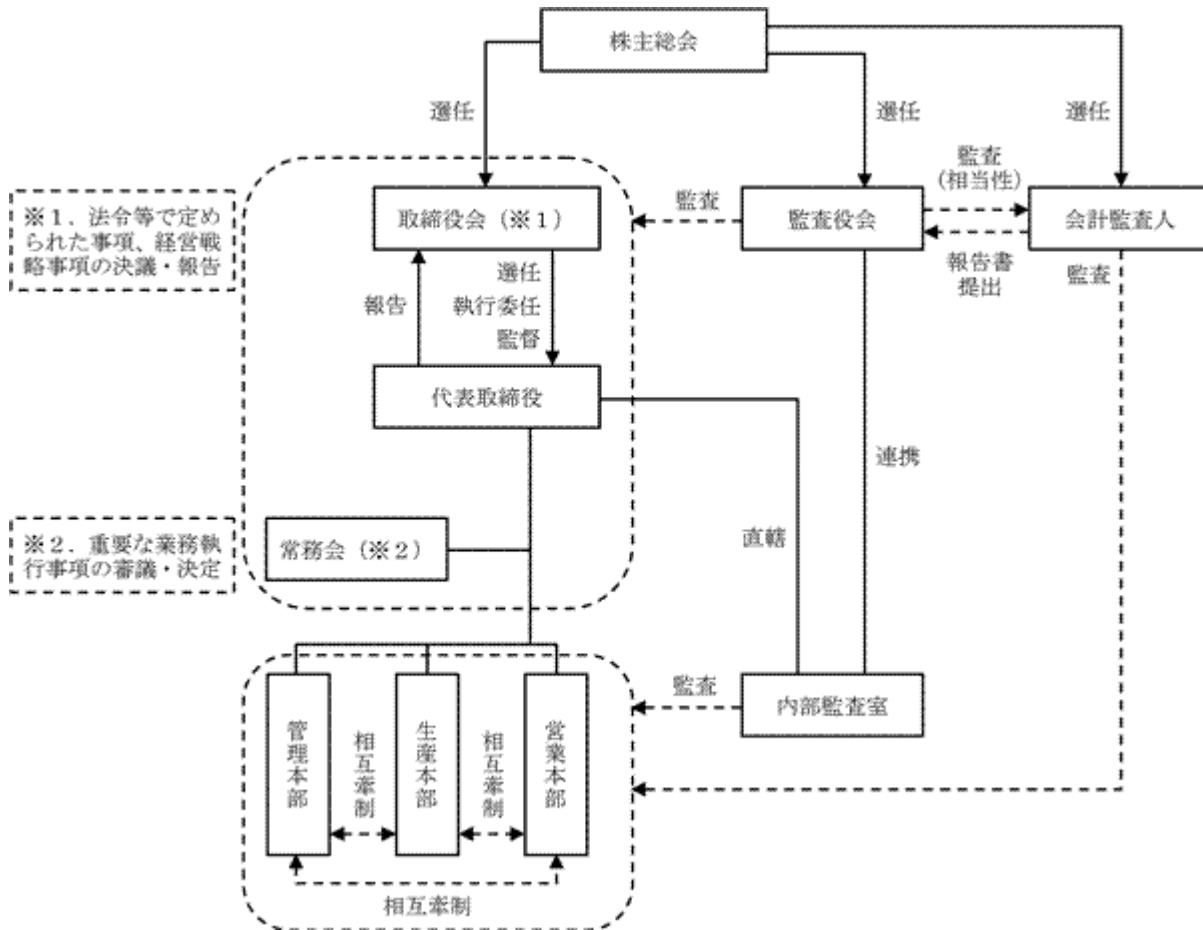 株主総会
選任
選任
選任
監査
(相当性)
※1．法令等で定め
られた事項、経営戦
略事項の決議・報告
取締役会（※1）
監査
監査役会
会計監査人
報告書
提出
監査
報告
選任
執行委任
監督
代表取締役
連携
直轄
※2．重要な業務執
行事項の審議・決定
常務会（※2）
管理本部
相互牽制
生産本部
相互牽制
営業本部
監査
内部監査室
相互牽制